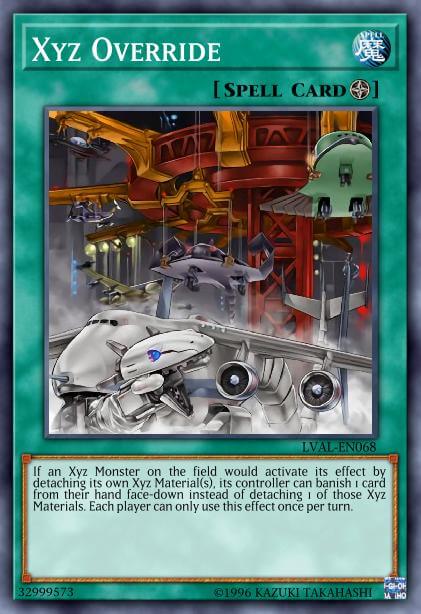 XYZ OVERRIDE
SPELL
魔
[SPELL CARD]
LVAL-EN068
If an Xyz Monster on the field would activate its effect by
detaching its own Xyz Material(s), its controller can banish 1 card
from their hand face-down instead of detaching 1 of those Xyz
Materials. Each player can only use this effect once per turn.
32999573
©1996 KAZUKI TAKAHASHI